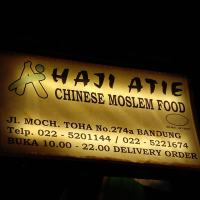 HAJI ATIE
CHINESE MOSLEM FOOD
Jl. MOCH. TOHA No.274a BANDUNG
Telp. 022 - 5201144 / 022 - 5221674
BUKA 10.00 - 22.00 DELIVERY ORDER